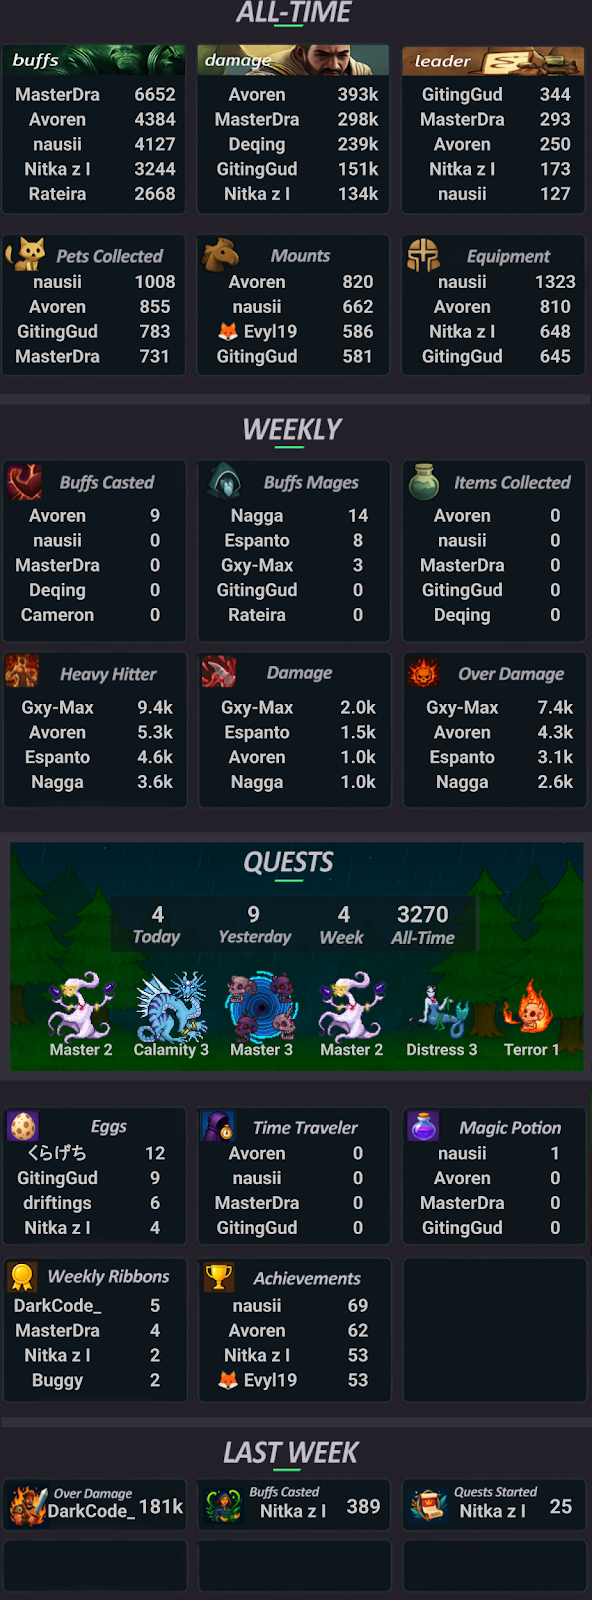 ALL-TIME
buffs
MasterDra 6652
Avoren 4384
nausii 4127
Nitka z l 3244
Rateira 2668
damage
Avoren 393k
MasterDra 298k
Deqing 239k
GitingGud 151k
Nitka z l 134k
leader
GitingGud 344
MasterDra 293
Avoren 250
Nitka z l 173
nausii 127
Pets Collected
nausii 1008
Avoren 855
GitingGud 783
MasterDra 731
Mounts
Avoren 820
nausii 662
🦊 Evyl19 586
GitingGud 581
Equipment
nausii 1323
Avoren 810
Nitka z l 648
GitingGud 645
WEEKLY
Buffs Casted
Avoren 9
nausii 0
MasterDra 0
Deqing 0
Cameron 0
Buffs Mages
Nagga 14
Espanto 8
Gxy-Max 3
GitingGud 0
Rateira 0
Items Collected
Avoren 0
nausii 0
MasterDra 0
GitingGud 0
Deqing 0
Heavy Hitter
Gxy-Max 9.4k
Avoren 5.3k
Espanto 4.6k
Nagga 3.6k
Damage
Gxy-Max 2.0k
Espanto 1.5k
Avoren 1.0k
Nagga 1.0k
Over Damage
Gxy-Max 7.4k
Avoren 4.3k
Espanto 3.1k
Nagga 2.6k
QUESTS
4 9 4 3270
Today Yesterday Week All-Time
Master 2 Calamity 3 Master 3 Master 2 Distress 3 Terror 1
Eggs
くらげち 12
GitingGud 9
driftings 6
Nitka z l 4
Time Traveler
Avoren 0
nausii 0
MasterDra 0
GitingGud 0
Magic Potion
nausii 1
Avoren 0
MasterDra 0
GitingGud 0
Weekly Ribbons
DarkCode_ 5
MasterDra 4
Nitka z l 2
Buggy 2
Achievements
nausii 69
Avoren 62
Nitka z l 53
🦊 Evyl19 53
LAST WEEK
Over Damage
DarkCode_ 181k
Buffs Casted
Nitka z l 389
Quests Started
Nitka z l 25